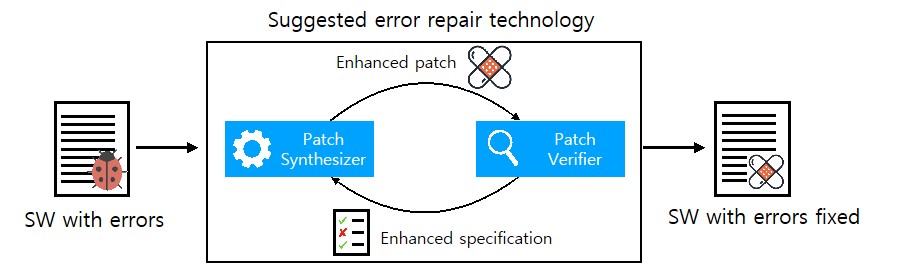 Suggested error repair technology
Enhanced patch
Patch
Synthesizer
Patch
Verifier
SW with errors
SW with errors fixed
Enhanced specification